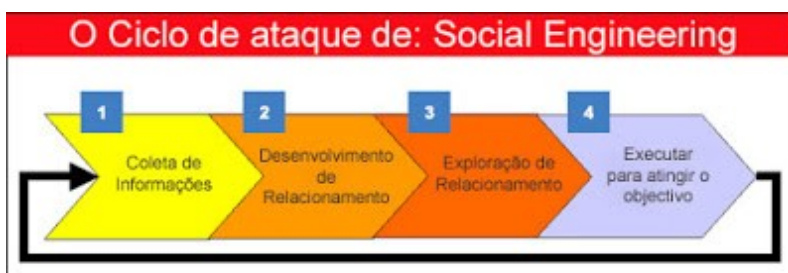 O Ciclo de ataque de: Social Engineering
1
Coleta de
Informações
2
Desenvolvimento
de
Relacionamento
3
Exploração de
Relacionamento
4
Executar
para atingir o
objectivo